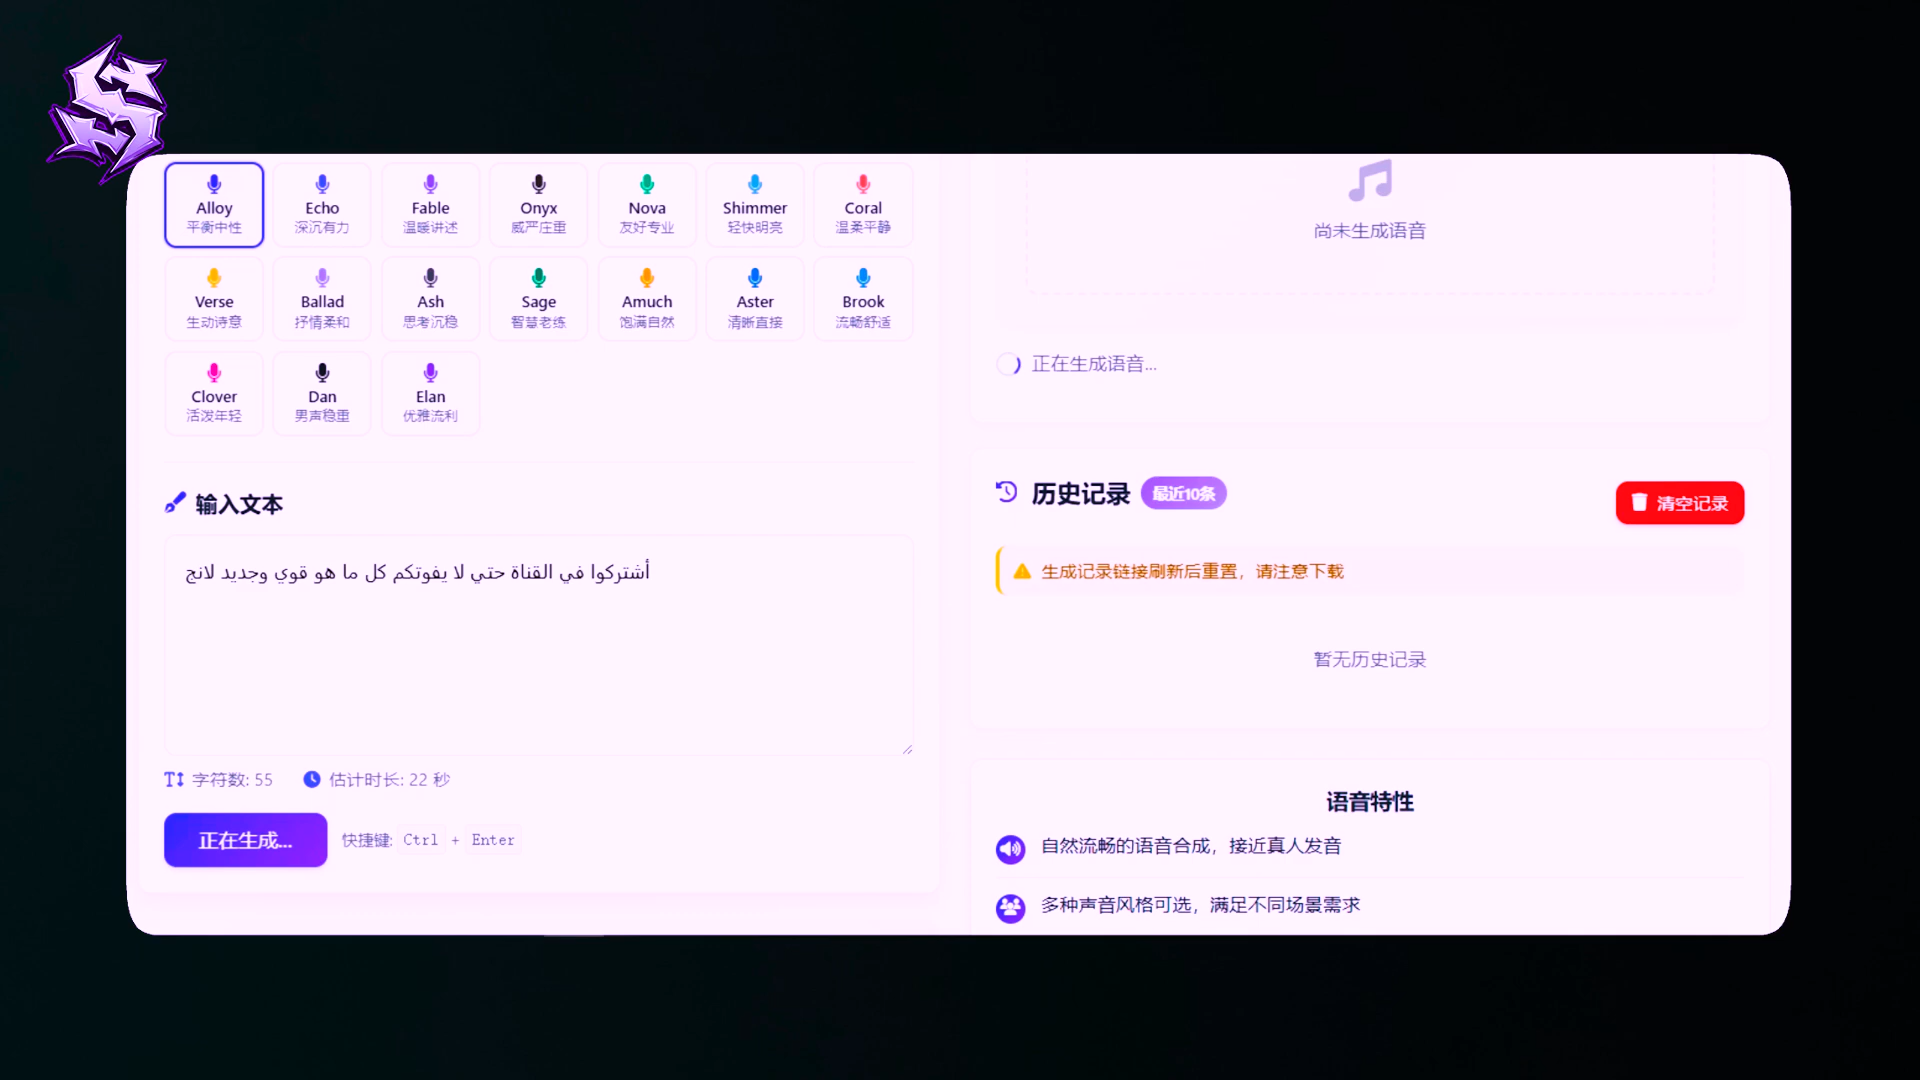 Alloy
平衡中性
Echo
深沉有力
Fable
温暖讲述
Onyx
威严庄重
Nova
友好专业
Shimmer
轻快明亮
Coral
温柔平静
Verse
生动诗意
Ballad
抒情柔和
Ash
思考沉稳
Sage
智慧老练
Amuch
饱满自然
Aster
清晰直接
Brook
流畅舒适
Clover
活泼年轻
Dan
男声稳重
Elan
优雅流利
输入文本
أشتركوا في القناة حتي لا يفوتكم كل ما هو قوي وجديد لانج
字符数: 55
估计时长: 22 秒
正在生成...
快捷键: Ctrl + Enter
尚未生成语音
正在生成语音...
历史记录 最近10条
清空记录
生成记录链接刷新后重置，请注意下载
暂无历史记录
语音特性
自然流畅的语音合成，接近真人发音
多种声音风格可选，满足不同场景需求